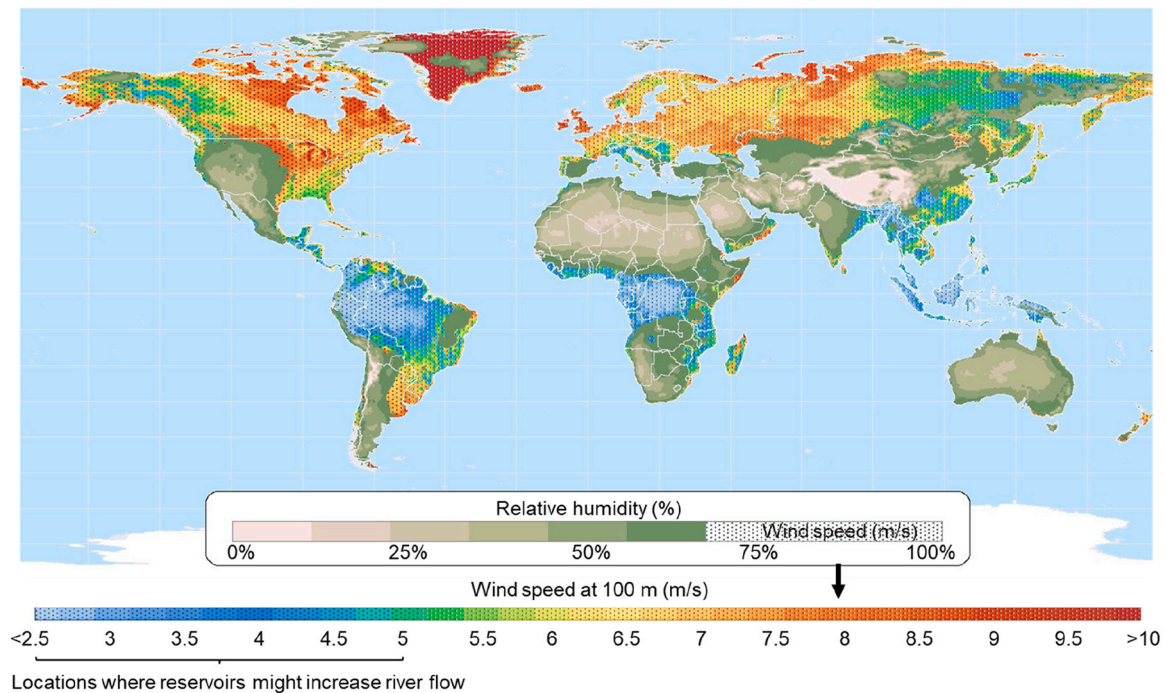 Relative humidity (%)
Wind speed (m/s)
0% 25% 50% 75% 100%
Wind speed at 100 m (m/s)
<2.5 3 3.5 4 4.5 5 5.5 6 6.5 7 7.5 8 8.5 9 9.5 >10
Locations where reservoirs might increase river flow